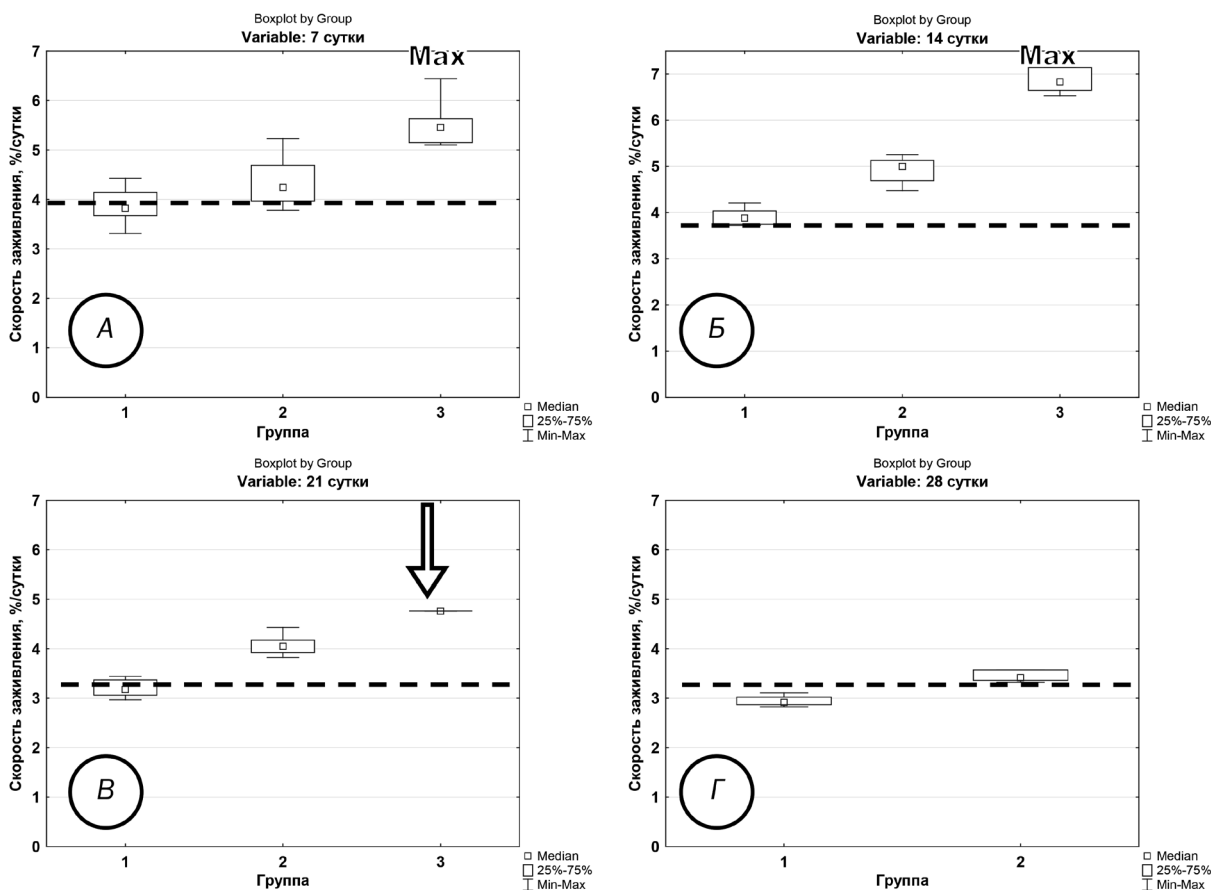 Boxplot by Group
Variable: 7 сутки
Max
Скорость заживления, %/сутки
7
6
5
4
3
2
1
0
А
1 2 3
Группа
Median
25%-75%
Min-Max
Boxplot by Group
Variable: 14 сутки
Max
Скорость заживления, %/сутки
7
6
5
4
3
2
1
0
Б
1 2 3
Группа
Median
25%-75%
Min-Max
Boxplot by Group
Variable: 21 сутки
Скорость заживления, %/сутки
7
6
5
4
3
2
1
0
В
1 2 3
Группа
Median
25%-75%
Min-Max
Boxplot by Group
Variable: 28 сутки
Скорость заживления, %/сутки
7
6
5
4
3
2
1
0
Г
1 2
Группа
Median
25%-75%
Min-Max